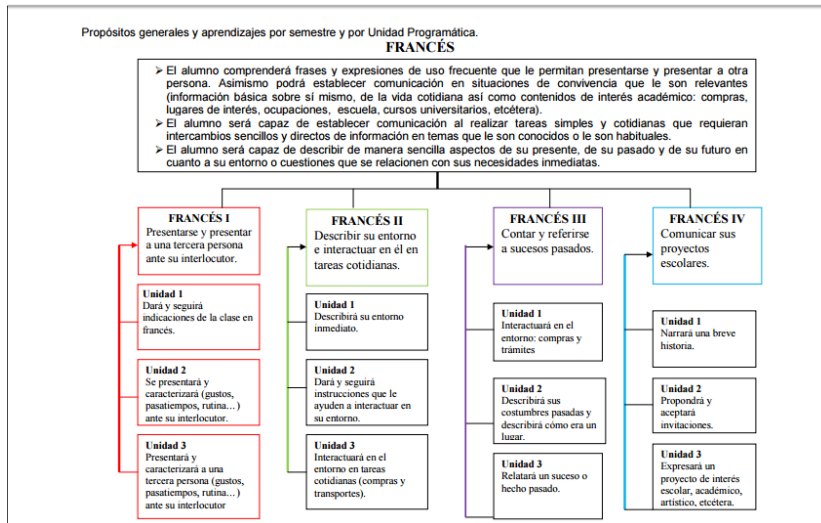 Propósitos generales y aprendizajes por semestre y por Unidad Programática.
FRANCÉS
➢ El alumno comprenderá frases y expresiones de uso frecuente que le permitan presentarse y presentar a otra
persona. Asimismo podrá establecer comunicación en situaciones de convivencia que le son relevantes
(información básica sobre sí mismo, de la vida cotidiana así como contenidos de interés académico: compras,
lugares de interés, ocupaciones, escuela, cursos universitarios, etcétera).
➢ El alumno será capaz de establecer comunicación al realizar tareas simples y cotidianas que requieran
intercambios sencillos y directos de información en temas que le son conocidos o le son habituales.
➢ El alumno será capaz de describir de manera sencilla aspectos de su presente, de su pasado y de su futuro en
cuanto a su entorno o cuestiones que se relacionen con sus necesidades inmediatas.
FRANCÉS I
Presentarse y presentar
a una tercera persona
ante su interlocutor.
Unidad 1
Dará y seguirá
indicaciones de la clase en
francés.
Unidad 2
Se presentará y
caracterizará (gustos,
pasatiempos, rutina…)
ante su interlocutor.
Unidad 3
Presentará y
caracterizará a una
tercera persona (gustos,
pasatiempos, rutina…)
ante su interlocutor
FRANCÉS II
Describir su entorno
e interactuar en él en
tareas cotidianas.
Unidad 1
Describirá su entorno
inmediato.
Unidad 2
Dará y seguirá
instrucciones que le
ayuden a interactuar en
su entorno.
Unidad 3
Interactuará en el
entorno en tareas
cotidianas (compras y
transportes).
FRANCÉS III
Contar y referirse
a sucesos pasados.
Unidad 1
Interactuará en el
entorno: compras y
trámites
Unidad 2
Describirá sus
costumbres pasadas y
describirá cómo era un
lugar.
Unidad 3
Relatará un suceso o
hecho pasado.
FRANCÉS IV
Comunicar sus
proyectos
escolares.
Unidad 1
Narrará una breve
historia.
Unidad 2
Propondrá y
aceptará
invitaciones.
Unidad 3
Expresará un
proyecto de interés
escolar, académico,
artístico, etcétera.